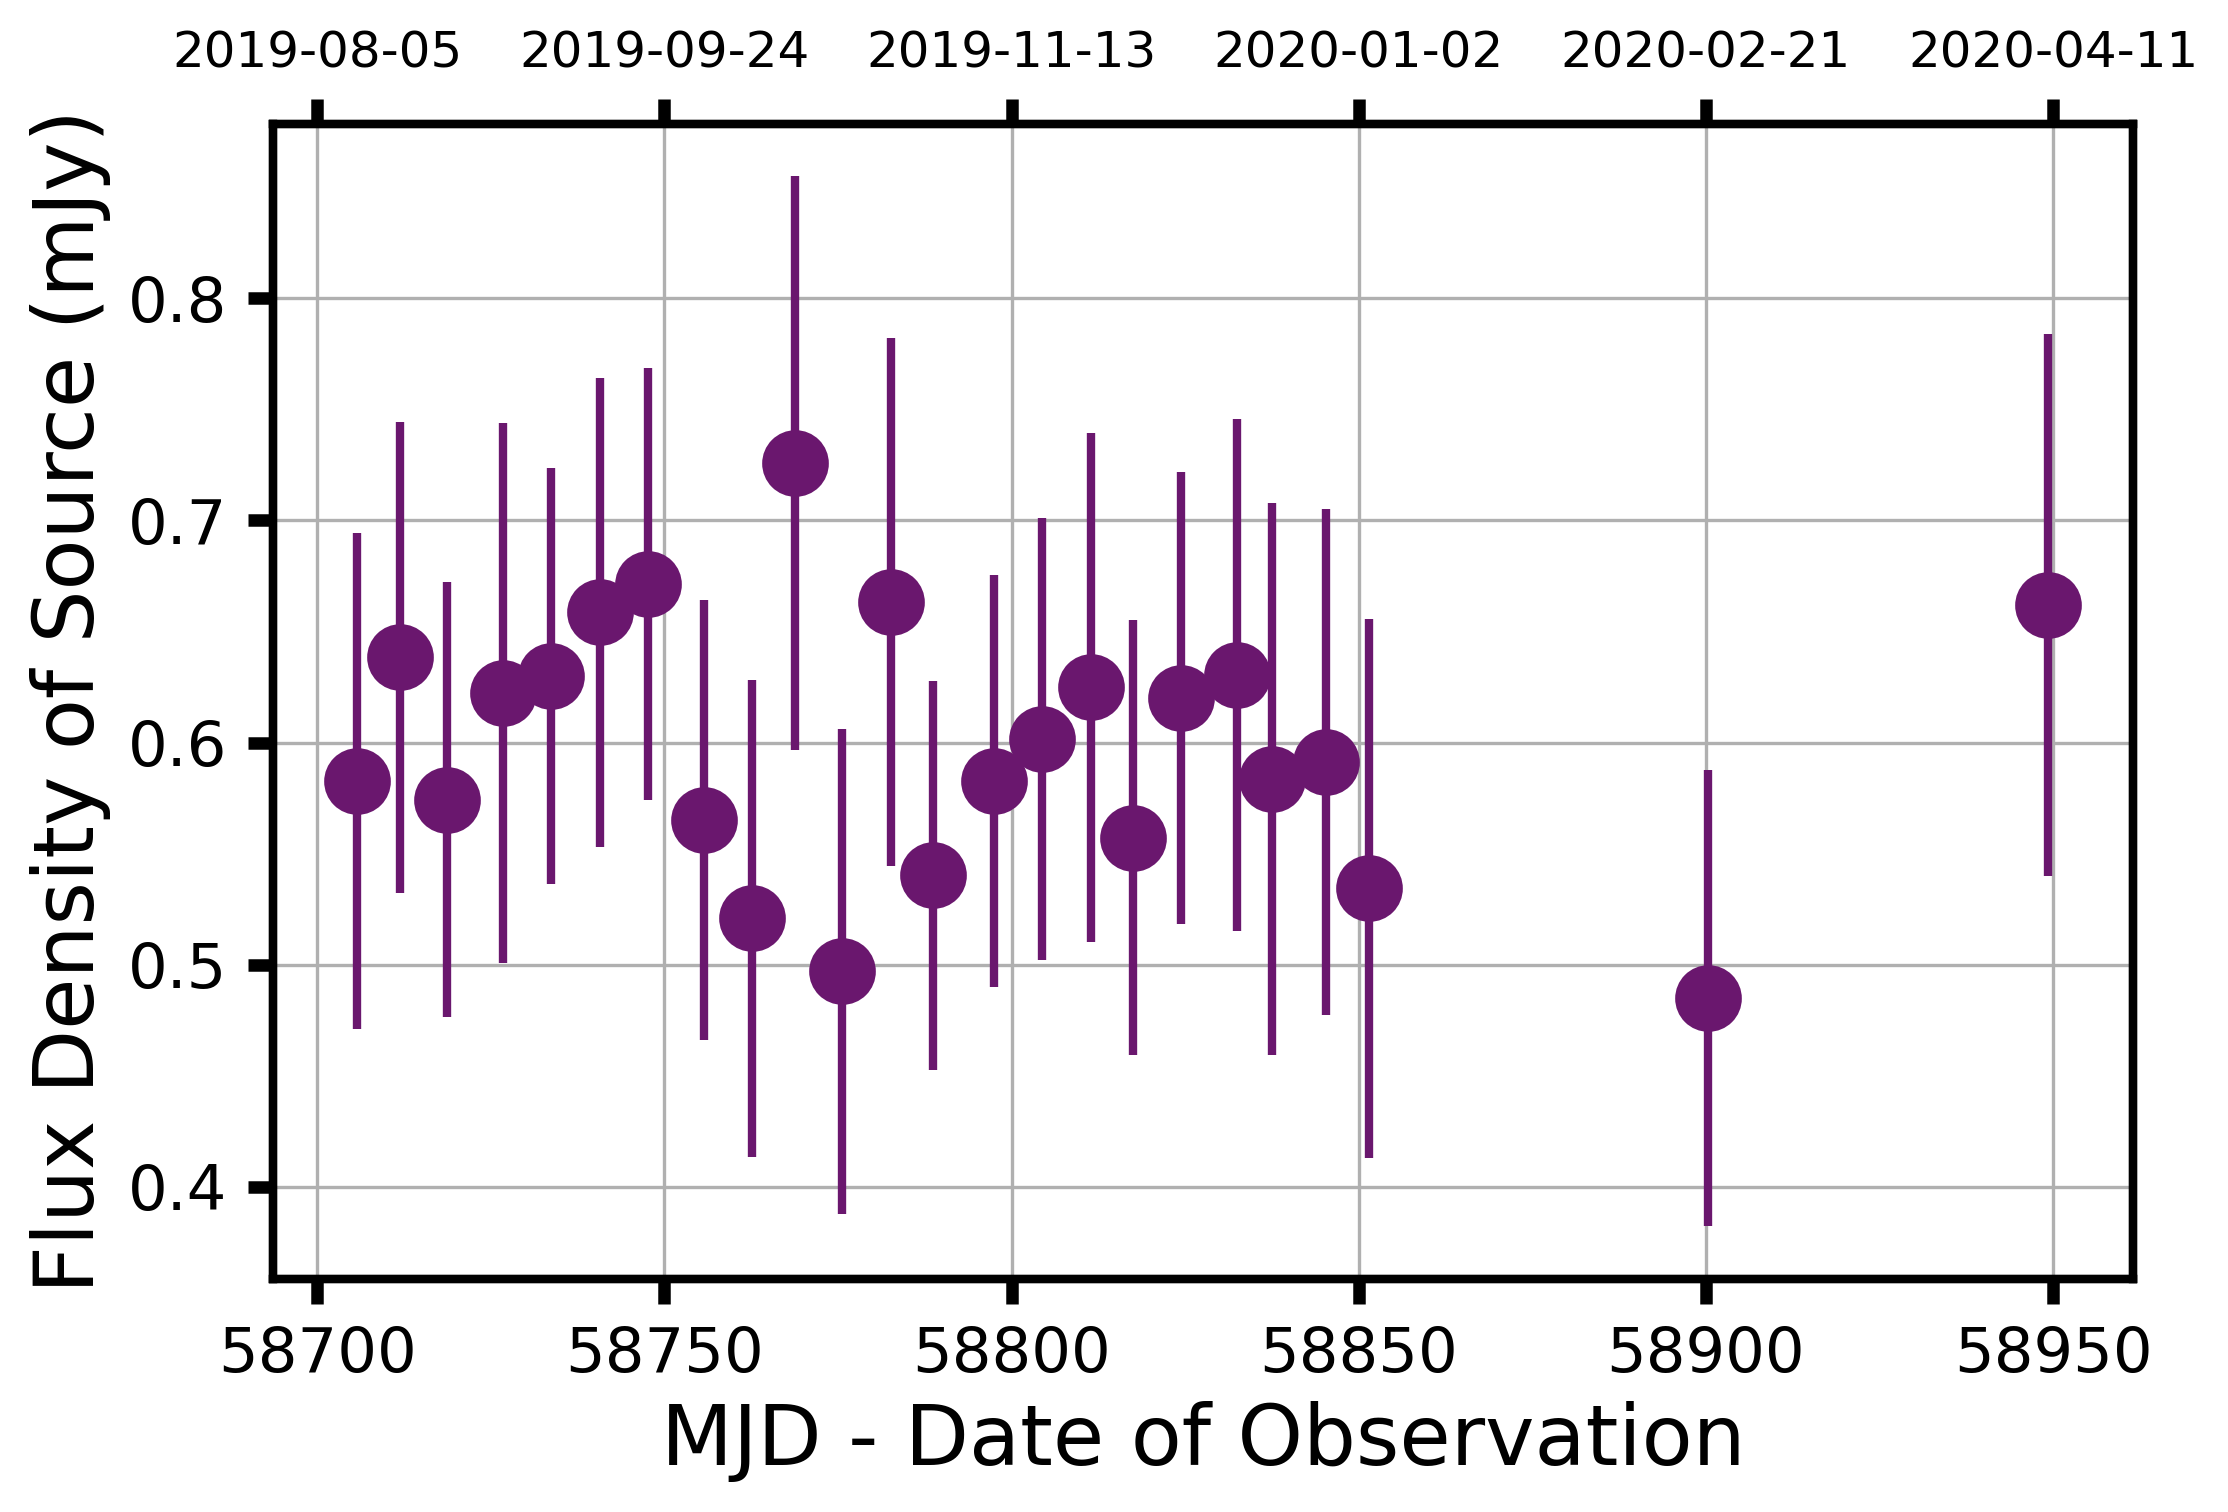 2019-08-05 2019-09-24 2019-11-13 2020-01-02 2020-02-21 2020-04-11
Flux Density of Source (mJy)
0.8
0.7
0.6
0.5
0.4
58700 58750 58800 58850 58900 58950
MJD - Date of Observation